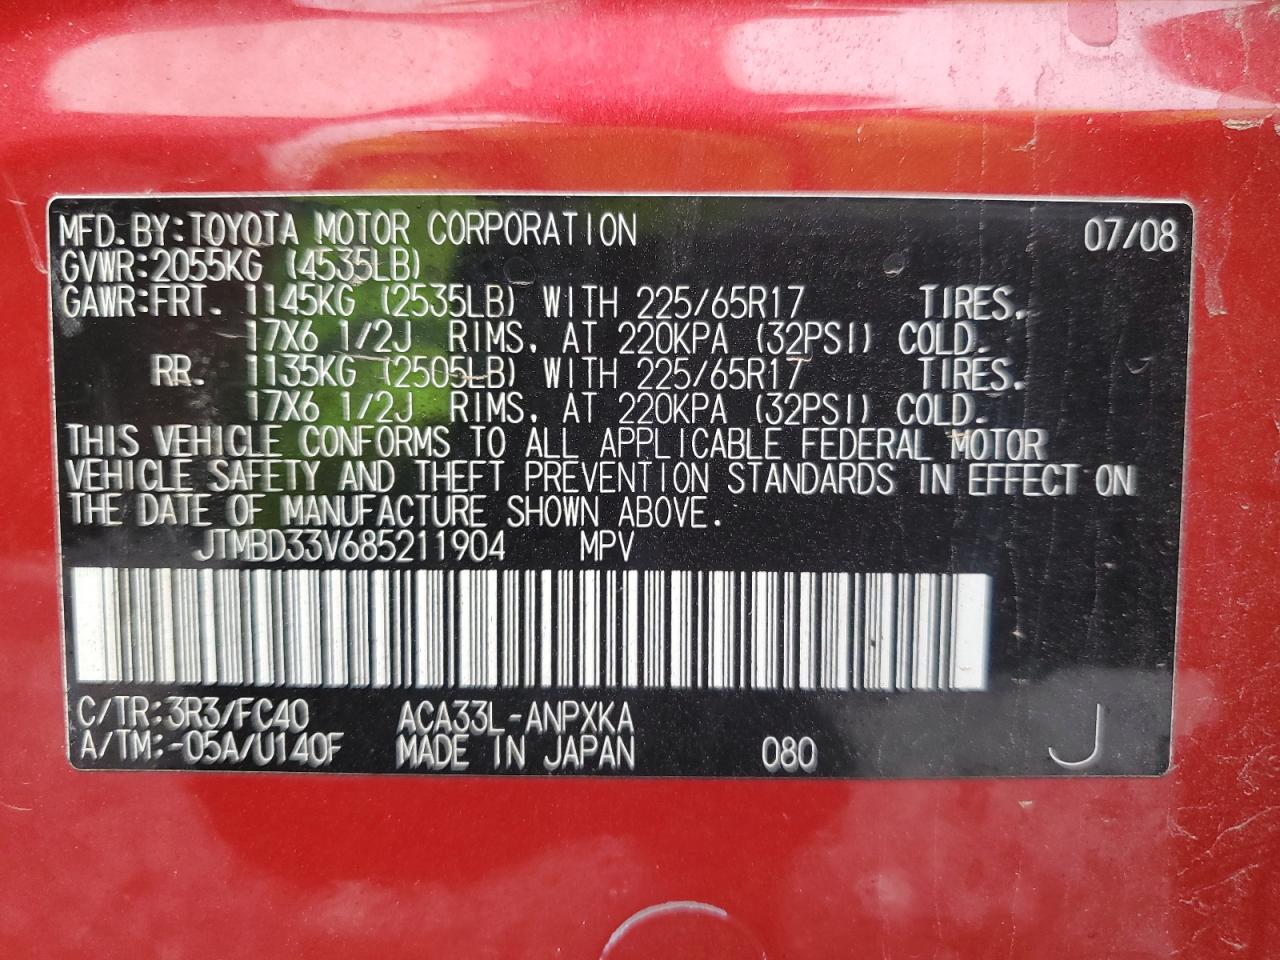 MFD. BY: TOYOTA MOTOR CORPORATION 07/08
GVWR: 2055KG (4535LB)
GAWR: FRT. 1145KG (2535LB) WITH 225/65R17 TIRES,
17X6 1/2J RIMS, AT 220KPA (32PSI) COLD.
RR. 1135KG (2505LB) WITH 225/65R17 TIRES,
17X6 1/2J RIMS, AT 220KPA (32PSI) COLD.
THIS VEHICLE CONFORMS TO ALL APPLICABLE FEDERAL MOTOR
VEHICLE SAFETY AND THEFT PREVENTION STANDARDS IN EFFECT ON
THE DATE OF MANUFACTURE SHOWN ABOVE.
JTMBD33V685211904 MPV
C/TR: 3R3/FC40 ACA33L-ANPXKA
A/TM: -05A/U140F MADE IN JAPAN 080 J